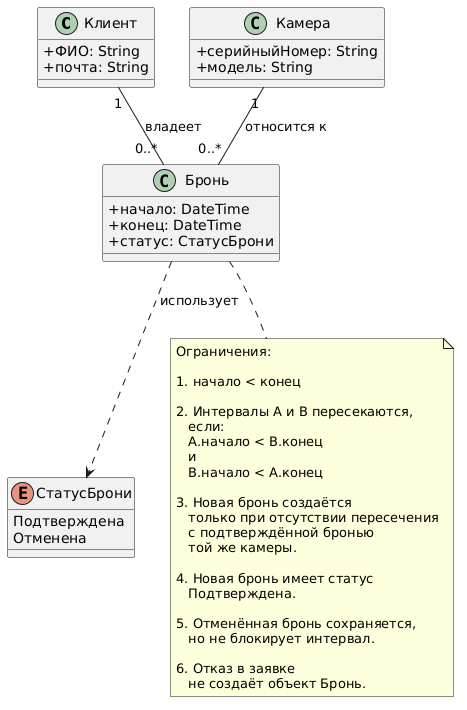 C Клиент
+ФИО: String
+почта: String
C Камера
+серийныйНомер: String
+модель: String
1
1
владеет
относится к
0..*
0..*
C Бронь
+начало: DateTime
+конец: DateTime
+статус: СтатусБрони
использует
E СтатусБрони
Подтверждена
Отменена
Ограничения:
1. начало < конец
2. Интервалы A и B пересекаются,
если:
A.начало < B.конец
и
B.начало < A.конец
3. Новая бронь создаётся
только при отсутствии пересечения
с подтверждённой бронью
той же камеры.
4. Новая бронь имеет статус
Подтверждена.
5. Отменённая бронь сохраняется,
но не блокирует интервал.
6. Отказ в заявке
не создаёт объект Бронь.